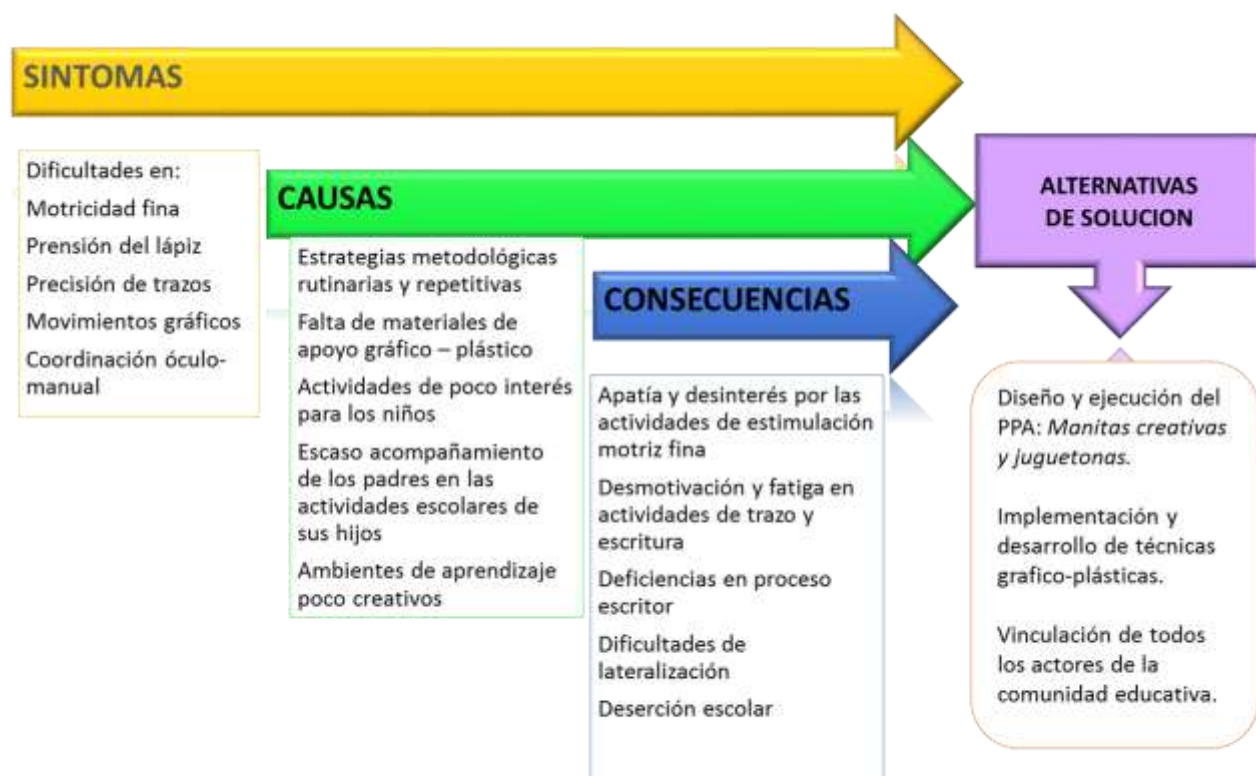 SINTOMAS
Dificultades en:
Motricidad fina
Prensión del lápiz
Precisión de trazos
Movimientos gráficos
Coordinación óculo-
manual
CAUSAS
Estrategias metodológicas
rutinarias y repetitivas
Falta de materiales de
apoyo gráfico – plástico
Actividades de poco interés
para los niños
Escaso acompañamiento
de los padres en las
actividades escolares de
sus hijos
Ambientes de aprendizaje
poco creativos
CONSECUENCIAS
Apatía y desinterés por las
actividades de estimulación
motriz fina
Desmotivación y fatiga en
actividades de trazo y
escritura
Deficiencias en proceso
escritor
Dificultades de
lateralización
Deserción escolar
ALTERNATIVAS
DE SOLUCION
Diseño y ejecución del
PPA: Manitas creativas
y juguetonas.
Implementación y
desarrollo de técnicas
grafico-plásticas.
Vinculación de todos
los actores de la
comunidad educativa.